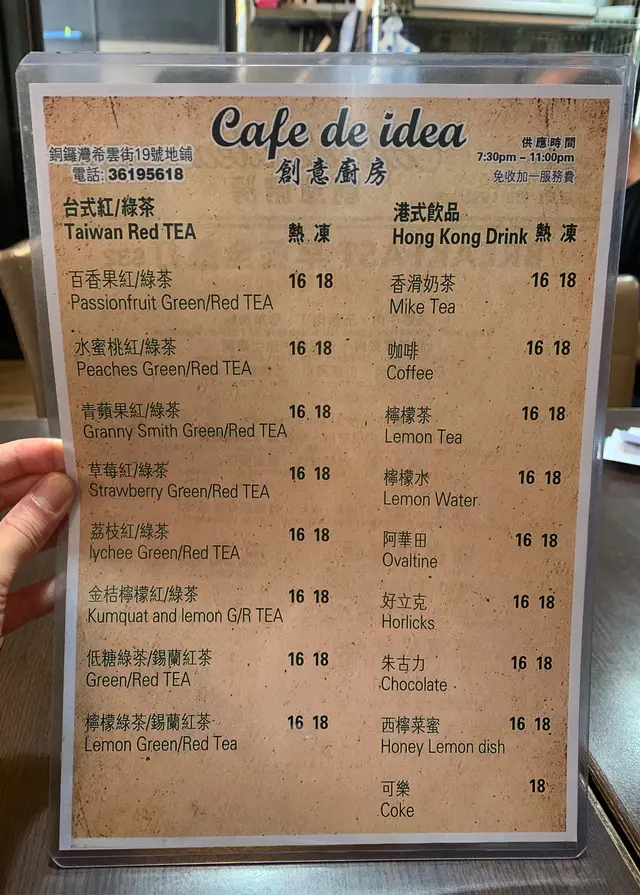 Cafe de idea
創意廚房
銅鑼灣希雲街19號地鋪
電話: 36195618
供應時間
7:30pm – 11:00pm
免收加一服務費
台式紅/綠茶
Taiwan Red TEA 熱 凍
百香果紅/綠茶 16 18
Passionfruit Green/Red TEA
水蜜桃紅/綠茶 16 18
Peaches Green/Red TEA
青蘋果紅/綠茶 16 18
Granny Smith Green/Red TEA
草莓紅/綠茶 16 18
Strawberry Green/Red TEA
荔枝紅/綠茶 16 18
lychee Green/Red TEA
金桔檸檬紅/綠茶 16 18
Kumquat and lemon G/R TEA
低糖綠茶/錫蘭紅茶 16 18
Green/Red TEA
檸檬綠茶/錫蘭紅茶 16 18
Lemon Green/Red Tea
港式飲品
Hong Kong Drink 熱 凍
香滑奶茶 16 18
Mike Tea
咖啡 16 18
Coffee
檸檬茶 16 18
Lemon Tea
檸檬水 16 18
Lemon Water
阿華田 16 18
Ovaltine
好立克 16 18
Horlicks
朱古力 16 18
Chocolate
西檸菜蜜 16 18
Honey Lemon dish
可樂 18
Coke